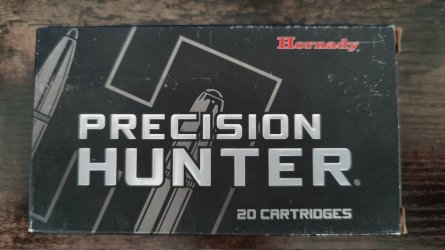 Hornady
PRECISION
HUNTER®
20 CARTRIDGES